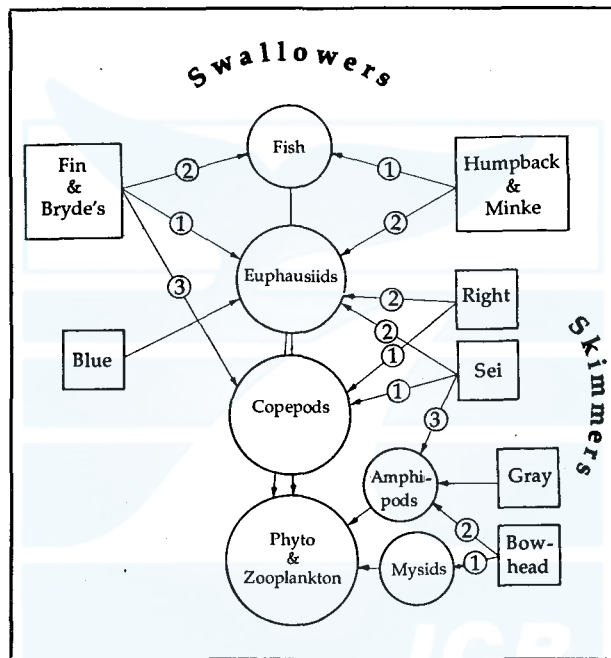 Swallowers
Fish
Fin
&
Bryde's
2
1
Humpback
&
Minke
1
2
3
Euphausiids
2
Right
2
Blue
1
Sei
Skimmers
Copepods
1
3
Amphi-
pods
Gray
2
Phyto
&
Zooplankton
Mysids
1
Bow-
head
ICR